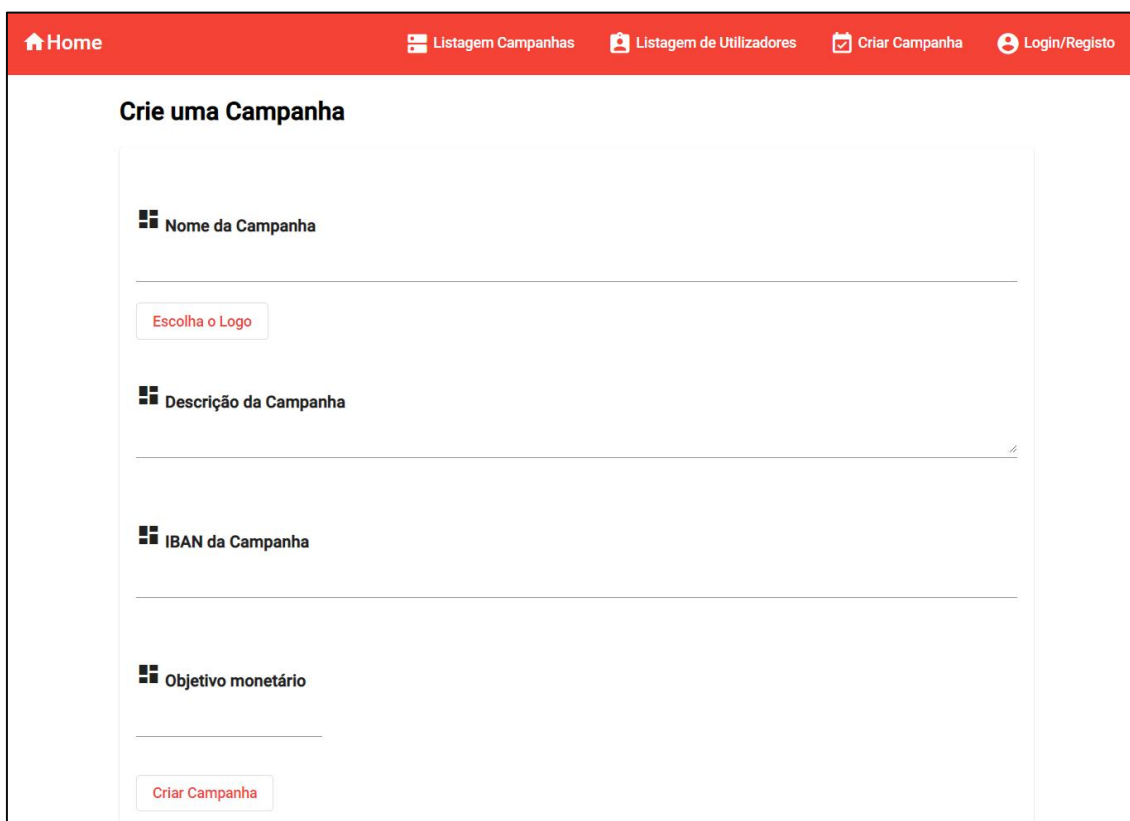 Home Listagem Campanhas Listagem de Utilizadores Criar Campanha Login/Registo
Crie uma Campanha
Nome da Campanha
Escolha o Logo
Descrição da Campanha
IBAN da Campanha
Objetivo monetário
Criar Campanha